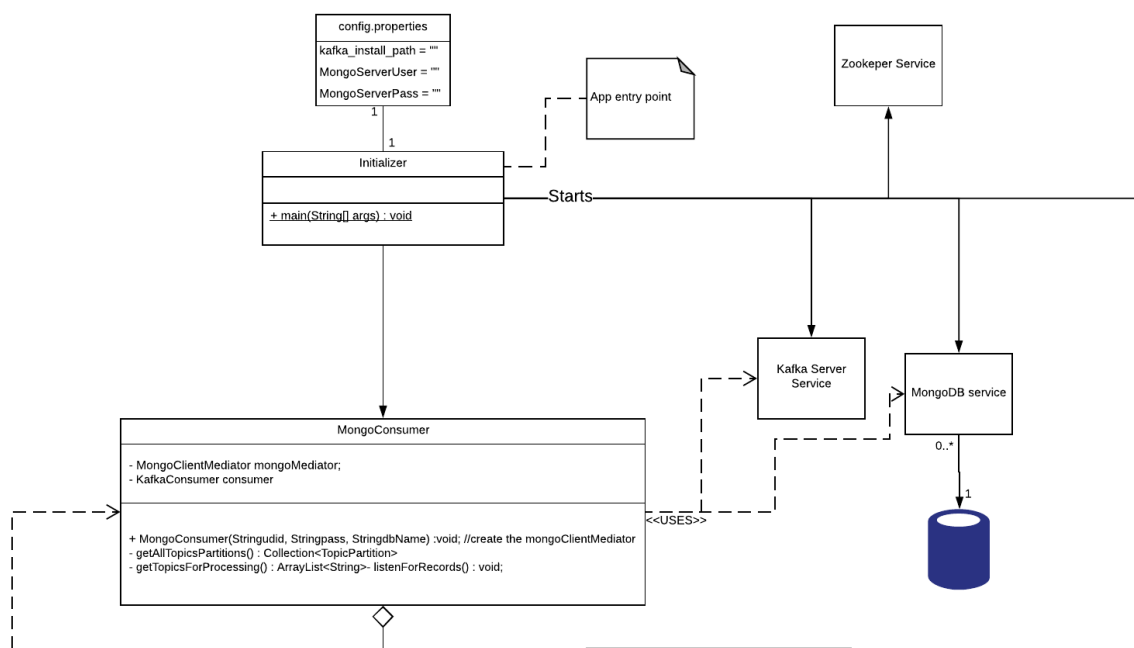 config.properties
kafka_install_path = ""
MongoServerUser = ""
MongoServerPass = ""
1
1
App entry point
Zookeper Service
Initializer
+ main(String[] args) : void
Starts
Kafka Server
Service
MongoDB service
0..*
1
MongoConsumer
- MongoClientMediator mongoMediator;
- KafkaConsumer consumer
<<USES>>
+ MongoConsumer(Stringudid, Stringpass, StringdbName) :void; //create the mongoClientMediator
- getAllTopicsPartitions() : Collection<TopicPartition>
- getTopicsForProcessing() : ArrayList<String>- listenForRecords() : void;